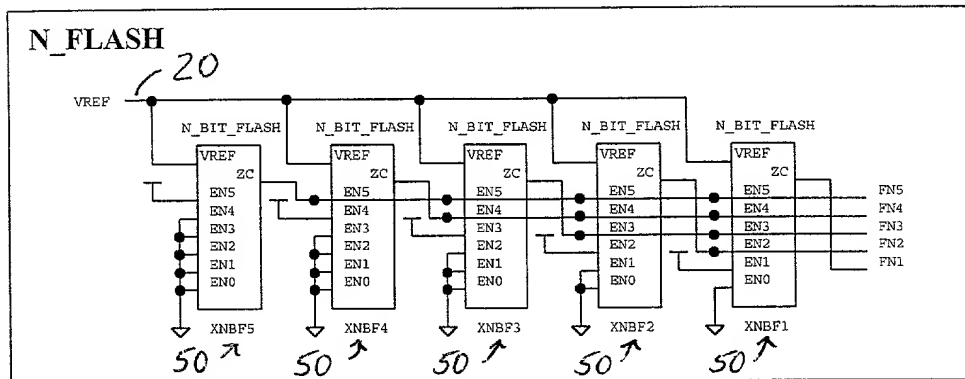 N_FLASH
20
VREF
N_BIT_FLASH N_BIT_FLASH N_BIT_FLASH N_BIT_FLASH N_BIT_FLASH
VREF VREF VREF VREF VREF
ZC ZC ZC ZC ZC
EN5 EN5 EN5 EN5 EN5 FN5
EN4 EN4 EN4 EN4 EN4 FN4
EN3 EN3 EN3 EN3 EN3 FN3
EN2 EN2 EN2 EN2 EN2 FN2
EN1 EN1 EN1 EN1 EN1 FN1
EN0 EN0 EN0 EN0 EN0
XNBF5 XNBF4 XNBF3 XNBF2 XNBF1
50 50 50 50 50